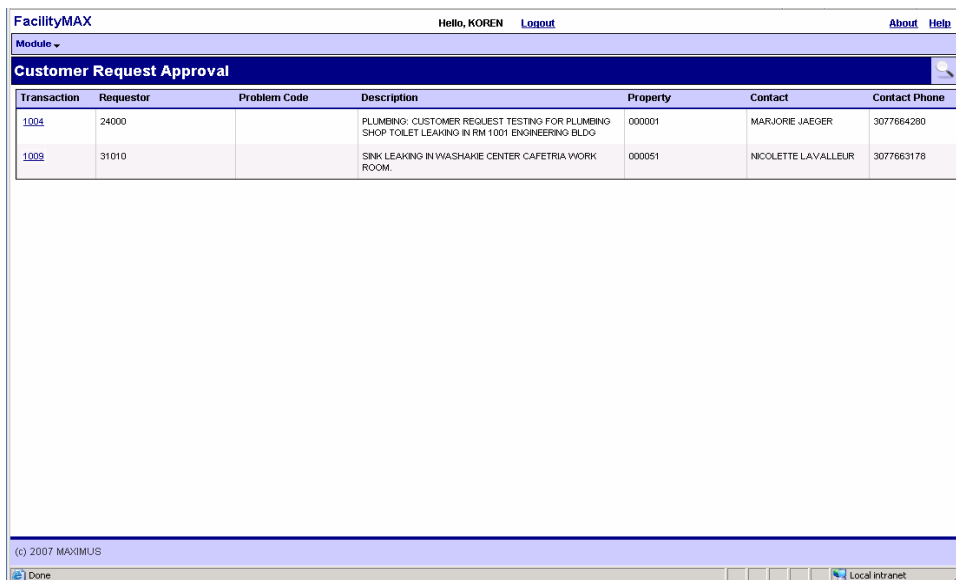 FacilityMAX Hello, KOREN Logout About Help
Module
Customer Request Approval
Transaction Requestor Problem Code Description Property Contact Contact Phone
1004 24000 PLUMBING: CUSTOMER REQUEST TESTING FOR PLUMBING 000001 MARJORIE JAEGER 3077664280
SHOP TOILET LEAKING IN RM 1001 ENGINEERING BLDG
1009 31010 SINK LEAKING IN WASHAKIE CENTER CAFETRIA WORK 000051 NICOLETTE LAVALLEUR 3077663178
ROOM.
(c) 2007 MAXIMUS
Done Local intranet